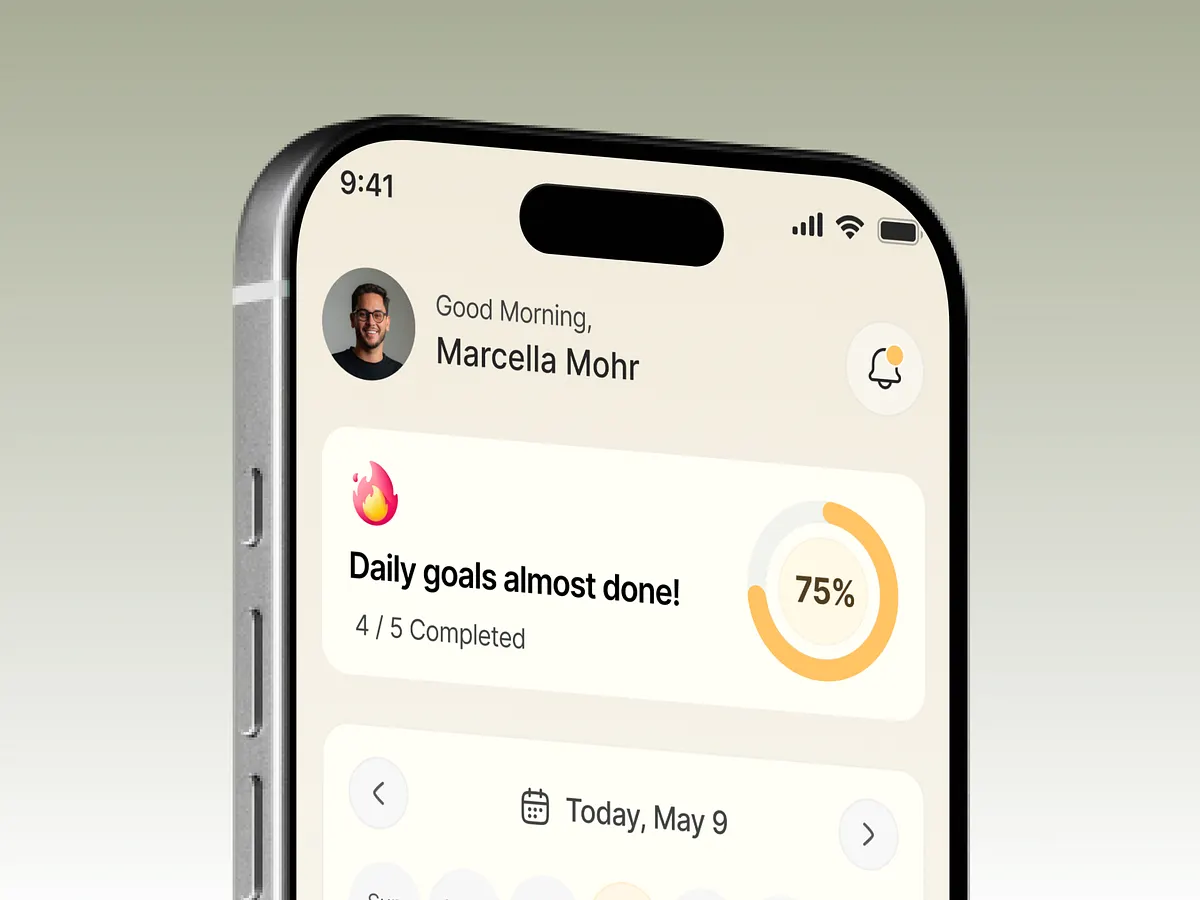 9:41
Good Morning,
Marcella Mohr
Daily goals almost done!
4 / 5 Completed
75%
Today, May 9